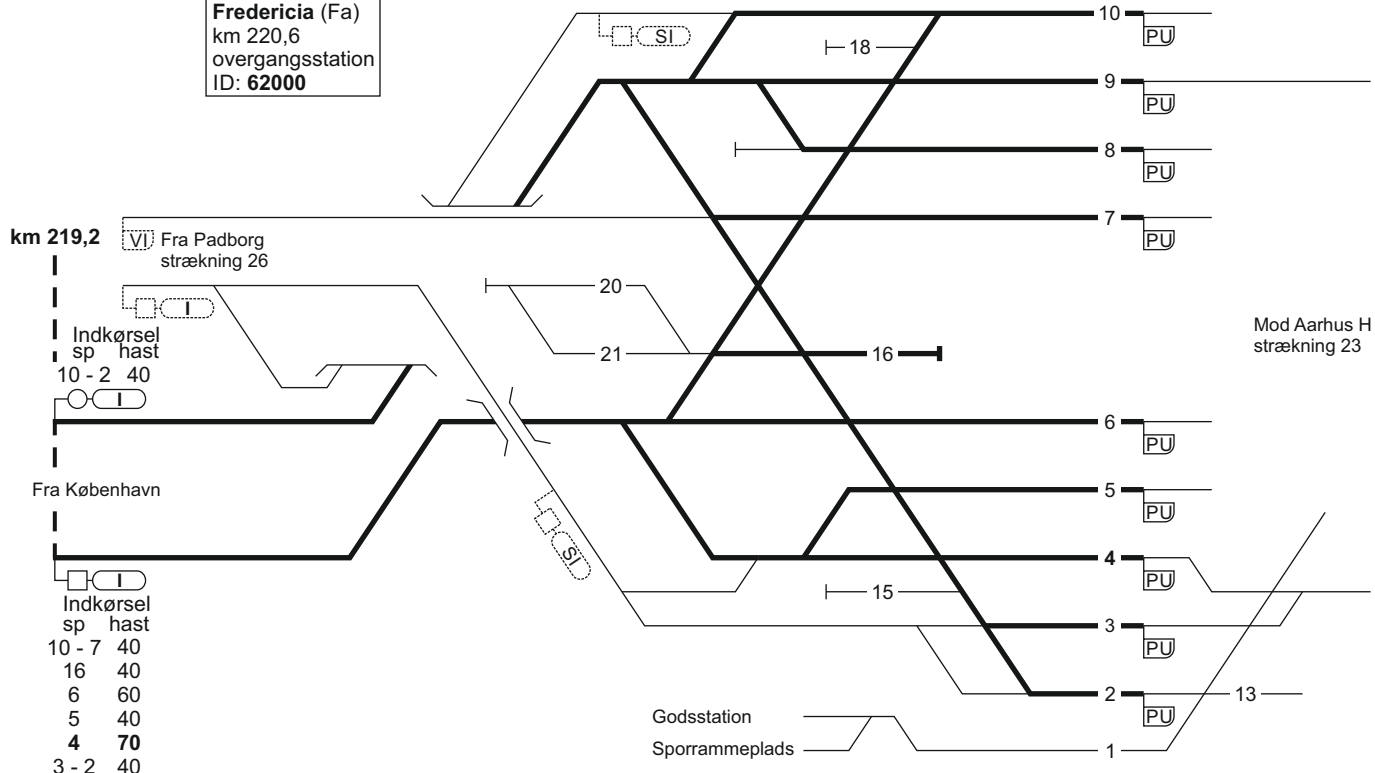 Fredericia (Fa)
km 220,6
overgangsstation
ID: 62000
SI
10
PU
18
9
PU
8
PU
7
PU
km 219,2
VI
Fra Padborg
strækning 26
I
20
21
16
Mod Aarhus H
strækning 23
Indkørsel
sp hast
10 - 2 40
I
6
PU
Fra København
5
PU
SI
4
PU
I
15
Indkørsel
sp hast
10 - 7 40
16 40
6 60
5 40
4 70
3 - 2 40
3
PU
2
PU
13
Godsstation
Sporrammeplads
1